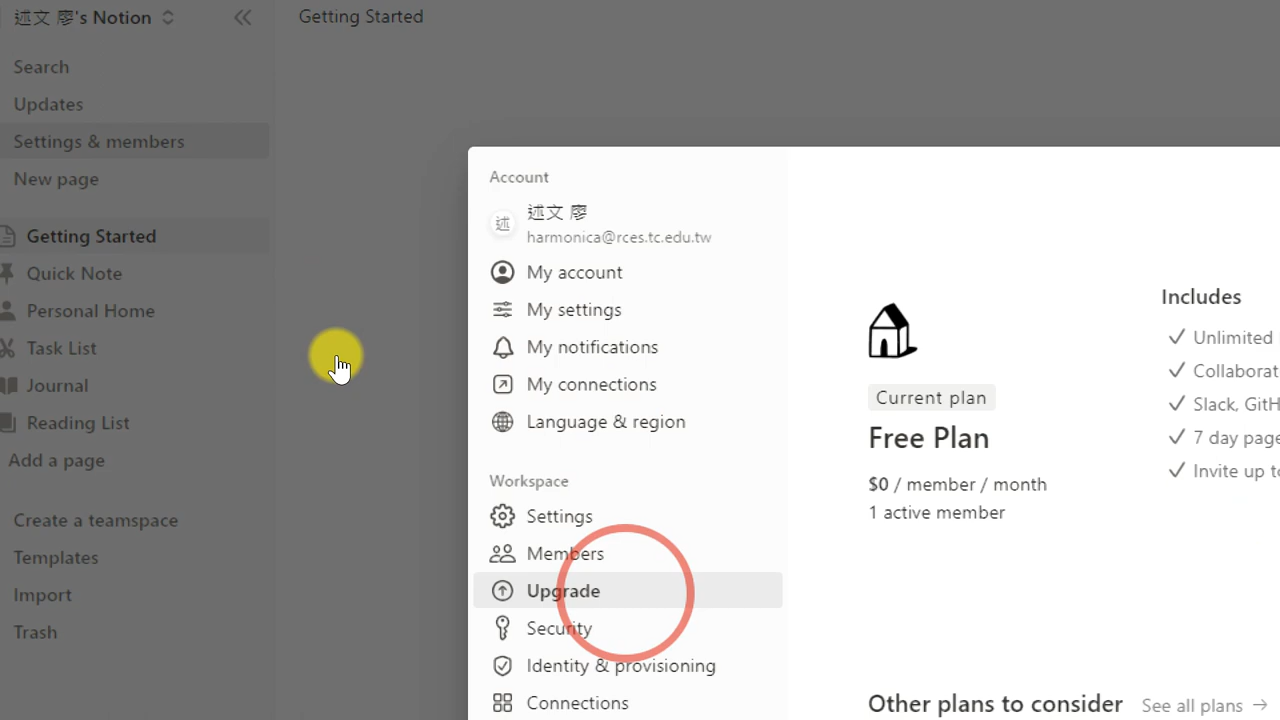 述文 廖's Notion
Getting Started
Search
Updates
Settings & members
New page
Getting Started
Quick Note
Personal Home
Task List
Journal
Reading List
Add a page
Create a teamspace
Templates
Import
Trash
Account
述
述文 廖
harmonica@rces.tc.edu.tw
My account
My settings
My notifications
My connections
Language & region
Workspace
Settings
Members
Upgrade
Security
Identity & provisioning
Connections
Current plan
Free Plan
$0 / member / month
1 active member
Includes
Unlimited
Collaborat
Slack, GitH
7 day page
Invite up to
Other plans to consider
See all plans →